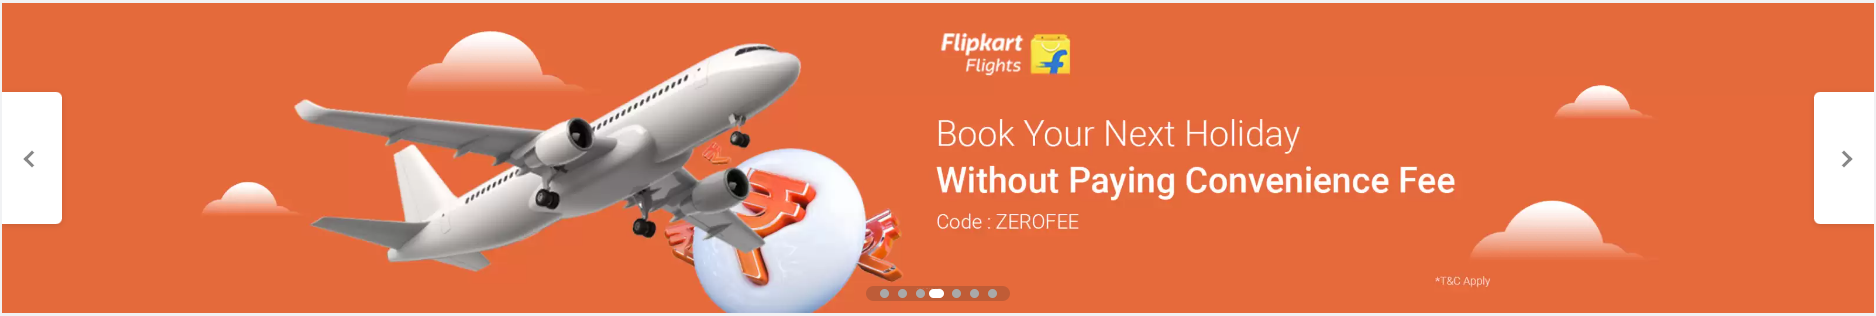 Flipkart
Flights
Book Your Next Holiday
Without Paying Convenience Fee
Code : ZEROFEE
*T&C Apply